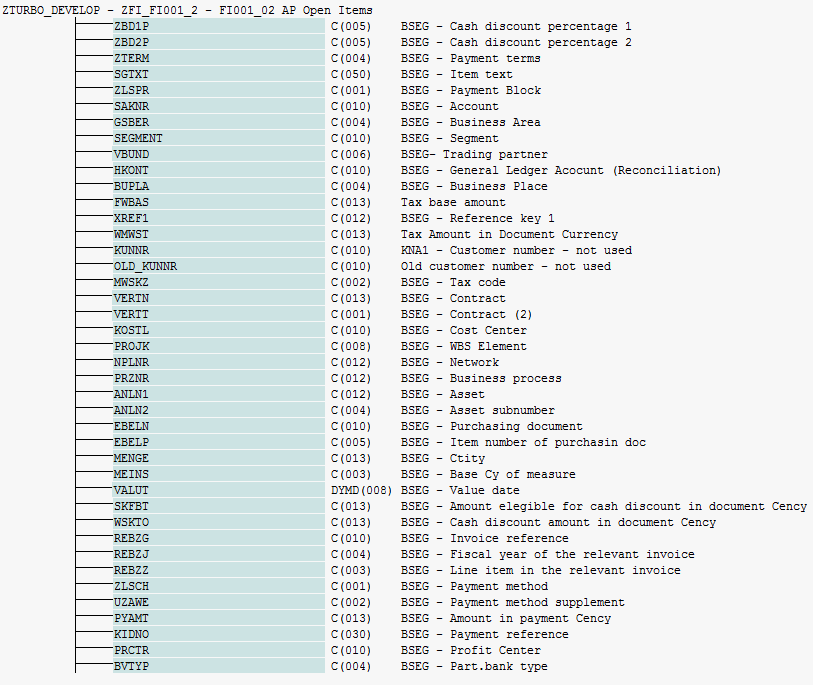 ZTURBO_DEVELOP - ZFI_FI001_2 - FI001_02 AP Open Items
ZBD1P C(005) BSEG - Cash discount percentage 1
ZBD2P C(005) BSEG - Cash discount percentage 2
ZTERM C(004) BSEG - Payment terms
SGTXT C(050) BSEG - Item text
ZLSPR C(001) BSEG - Payment Block
SAKNR C(010) BSEG - Account
GSBER C(004) BSEG - Business Area
SEGMENT C(010) BSEG - Segment
VBUND C(006) BSEG- Trading partner
HKONT C(010) BSEG - General Ledger Acocunt (Reconciliation)
BUPLA C(004) BSEG - Business Place
FWBAS C(013) Tax base amount
XREF1 C(012) BSEG - Reference key 1
WMWST C(013) Tax Amount in Document Currency
KUNNR C(010) KNA1 - Customer number - not used
OLD_KUNNR C(010) Old customer number - not used
MWSKZ C(002) BSEG - Tax code
VERTN C(013) BSEG - Contract
VERTT C(001) BSEG - Contract (2)
KOSTL C(010) BSEG - Cost Center
PROJK C(008) BSEG - WBS Element
NPLNR C(012) BSEG - Network
PRZNR C(012) BSEG - Business process
ANLN1 C(012) BSEG - Asset
ANLN2 C(004) BSEG - Asset subnumber
EBELN C(010) BSEG - Purchasing document
EBELP C(005) BSEG - Item number of purchasin doc
MENGE C(013) BSEG - Ctity
MEINS C(003) BSEG - Base Cy of measure
VALUT DYMD(008) BSEG - Value date
SKFBT C(013) BSEG - Amount elegible for cash discount in document Cency
WSKTO C(013) BSEG - Cash discount amount in document Cency
REBZG C(010) BSEG - Invoice reference
REBZJ C(004) BSEG - Fiscal year of the relevant invoice
REBZZ C(003) BSEG - Line item in the relevant invoice
ZLSCH C(001) BSEG - Payment method
UZAWE C(002) BSEG - Payment method supplement
PYAMT C(013) BSEG - Amount in payment Cency
KIDNO C(030) BSEG - Payment reference
PRCTR C(010) BSEG - Profit Center
BVTYP C(004) BSEG - Part.bank type